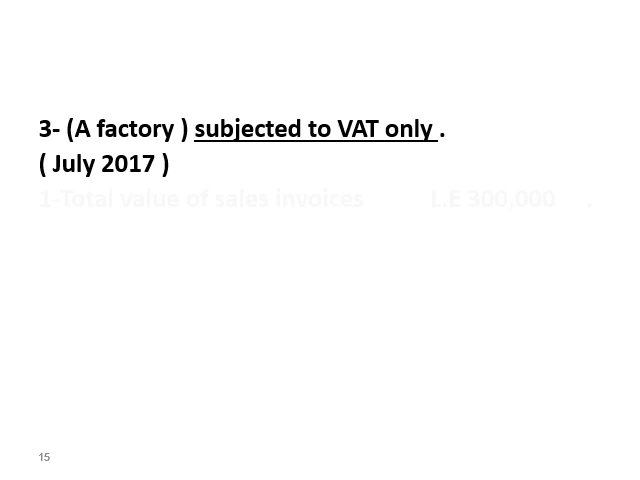 3- (A factory ) subjected to VAT only .
( July 2017 )
1-Total value of sales invoices L.E 300,000 .
15